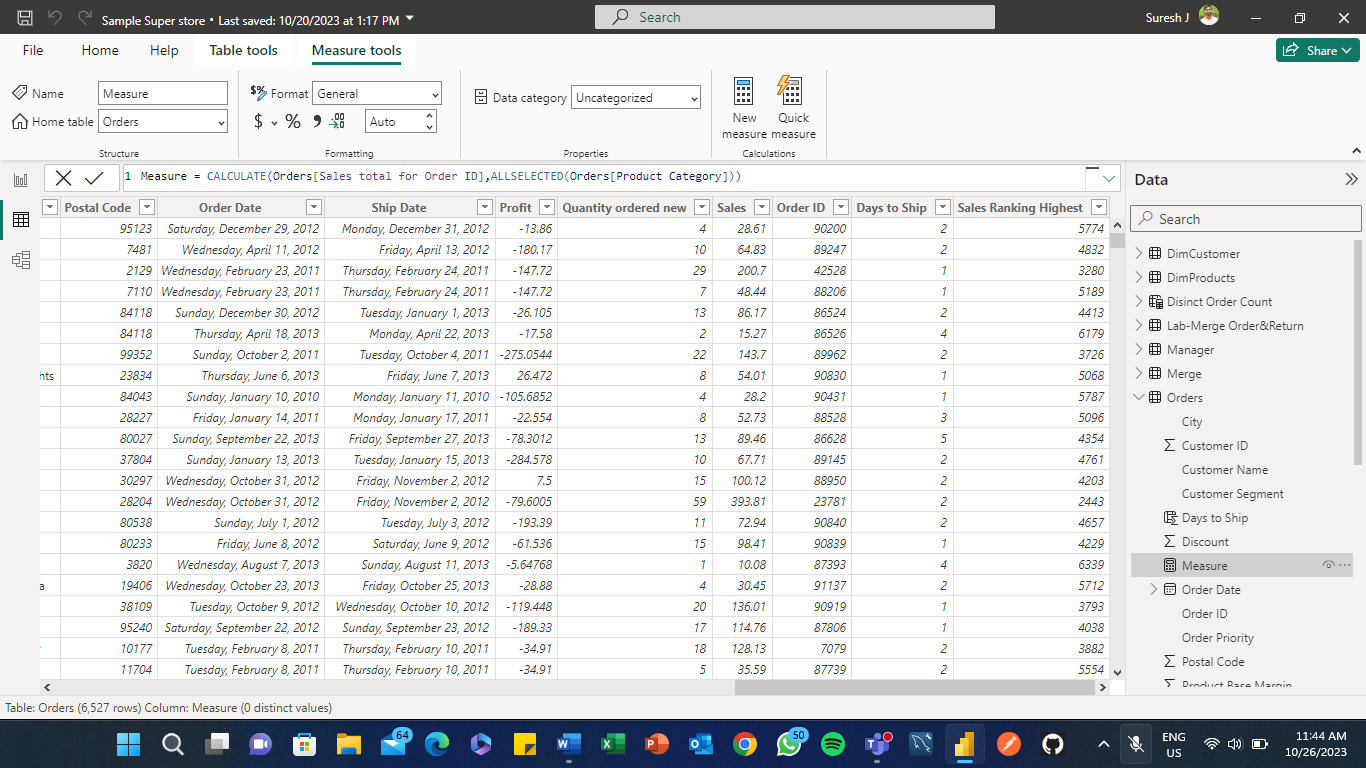 Sample Super store • Last saved: 10/20/2023 at 1:17 PM
Search
Suresh J
File Home Help Table tools Measure tools
Share
Name Measure
Home table Orders
Structure
$% Format General
$ % 9 Auto
Formatting
Data category Uncategorized
Properties
New measure
Quick measure
Calculations
1 Measure = CALCULATE(Orders[Sales total for Order ID],ALLSELECTED(Orders[Product Category]))
Postal Code Order Date Ship Date Profit Quantity ordered new Sales Order ID Days to Ship Sales Ranking Highest
95123 Saturday, December 29, 2012 Monday, December 31, 2012 -13.86 4 28.61 90200 2 5774
7481 Wednesday, April 11, 2012 Friday, April 13, 2012 -180.17 10 64.83 89247 2 4832
2129 Wednesday, February 23, 2011 Thursday, February 24, 2011 -147.72 29 200.7 42528 1 3280
7110 Wednesday, February 23, 2011 Thursday, February 24, 2011 -147.72 7 48.44 88206 1 5189
84118 Sunday, December 30, 2012 Tuesday, January 1, 2013 -26.105 13 86.17 86524 2 4413
84118 Thursday, April 18, 2013 Monday, April 22, 2013 -17.58 2 15.27 86526 4 6179
99352 Sunday, October 2, 2011 Tuesday, October 4, 2011 -275.0544 22 143.7 89962 2 3726
hts 23834 Thursday, June 6, 2013 Friday, June 7, 2013 26.472 8 54.01 90830 1 5068
84043 Sunday, January 10, 2010 Monday, January 11, 2010 -105.6852 4 28.2 90431 1 5787
28227 Friday, January 14, 2011 Monday, January 17, 2011 -22.554 8 52.73 88528 3 5096
80027 Sunday, September 22, 2013 Friday, September 27, 2013 -78.3012 13 89.46 86628 5 4354
37804 Sunday, January 13, 2013 Tuesday, January 15, 2013 -284.578 10 67.71 89145 2 4761
30297 Wednesday, October 31, 2012 Friday, November 2, 2012 7.5 15 100.12 88950 2 4203
28204 Wednesday, October 31, 2012 Friday, November 2, 2012 -79.6005 59 393.81 23781 2 2443
80538 Sunday, July 1, 2012 Tuesday, July 3, 2012 -193.39 11 72.94 90840 2 4657
80233 Friday, June 8, 2012 Saturday, June 9, 2012 -61.536 15 98.41 90839 1 4229
3820 Wednesday, August 7, 2013 Sunday, August 11, 2013 -5.64768 1 10.08 87393 4 6339
a 19406 Wednesday, October 23, 2013 Friday, October 25, 2013 -28.88 4 30.45 91137 2 5712
38109 Tuesday, October 9, 2012 Wednesday, October 10, 2012 -119.448 20 136.01 90919 1 3793
95240 Saturday, September 22, 2012 Sunday, September 23, 2012 -189.33 17 114.76 87806 1 4038
10177 Tuesday, February 8, 2011 Thursday, February 10, 2011 -34.91 18 128.13 7079 2 3882
11704 Tuesday, February 8, 2011 Thursday, February 10, 2011 -34.91 5 35.59 87739 2 5554
Data
Search
DimCustomer
DimProducts
Disinct Order Count
Lab-Merge Order&Return
Manager
Merge
Orders
City
Customer ID
Customer Name
Customer Segment
Days to Ship
Discount
Measure
Order Date
Order ID
Order Priority
Postal Code
Product Base Margin
Table: Orders (6,527 rows) Column: Measure (0 distinct values)
64
50
ENG
US
11:44 AM
10/26/2023